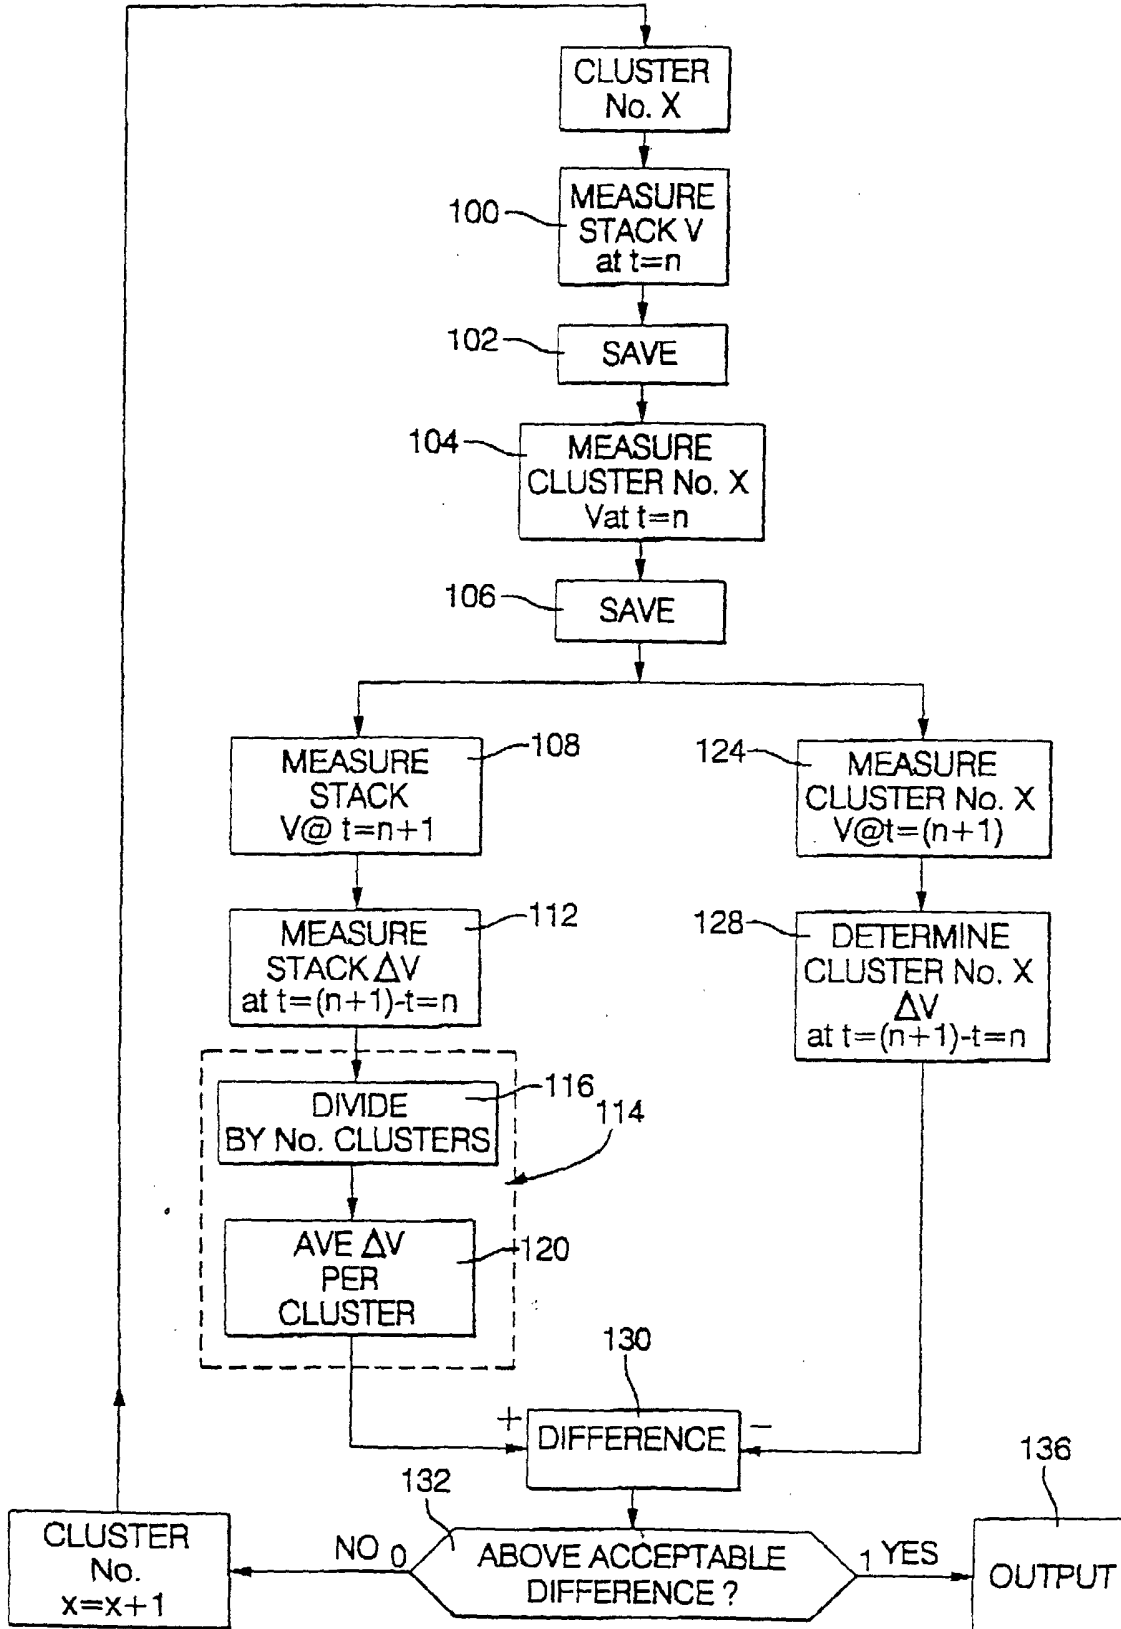 CLUSTER
No. X
100
MEASURE
STACK V
at t=n
102
SAVE
104
MEASURE
CLUSTER No. X
Vat t=n
106
SAVE
108
MEASURE
STACK
V@ t=n+1
112
MEASURE
STACK ΔV
at t=(n+1)-t=n
116
DIVIDE
BY No. CLUSTERS
114
120
AVE ΔV
PER
CLUSTER
124
MEASURE
CLUSTER No. X
V@t=(n+1)
128
DETERMINE
CLUSTER No. X
ΔV
at t=(n+1)-t=n
130
+
DIFFERENCE
−
132
ABOVE ACCEPTABLE
DIFFERENCE ?
NO 0
1 YES
136
OUTPUT
CLUSTER
No.
x=x+1